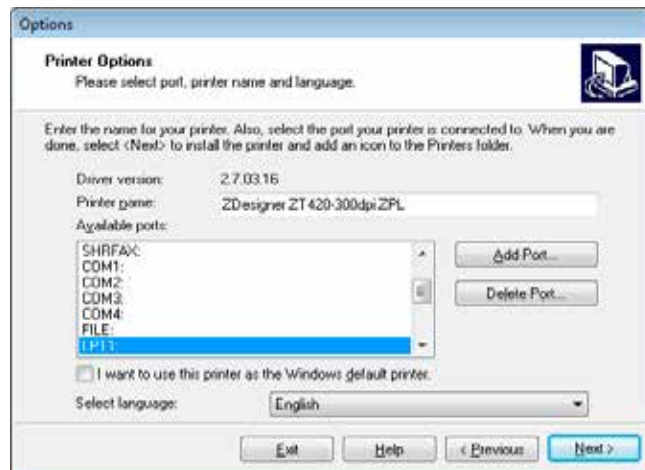 Options
Printer Options
Please select port, printer name and language.
Enter the name for your printer. Also, select the port your printer is connected to. When you are
done, select <Next> to install the printer and add an icon to the Printers folder.
Driver version: 2.7.03.16
Printer name: ZDesigner ZT420-300dpi ZPL
Available ports:
SHRFAX:
COM1:
COM2:
COM3:
COM4:
FILE:
LPT1:
Add Port...
Delete Port...
I want to use this printer as the Windows default printer.
Select language: English
Exit Help < Previous Next >